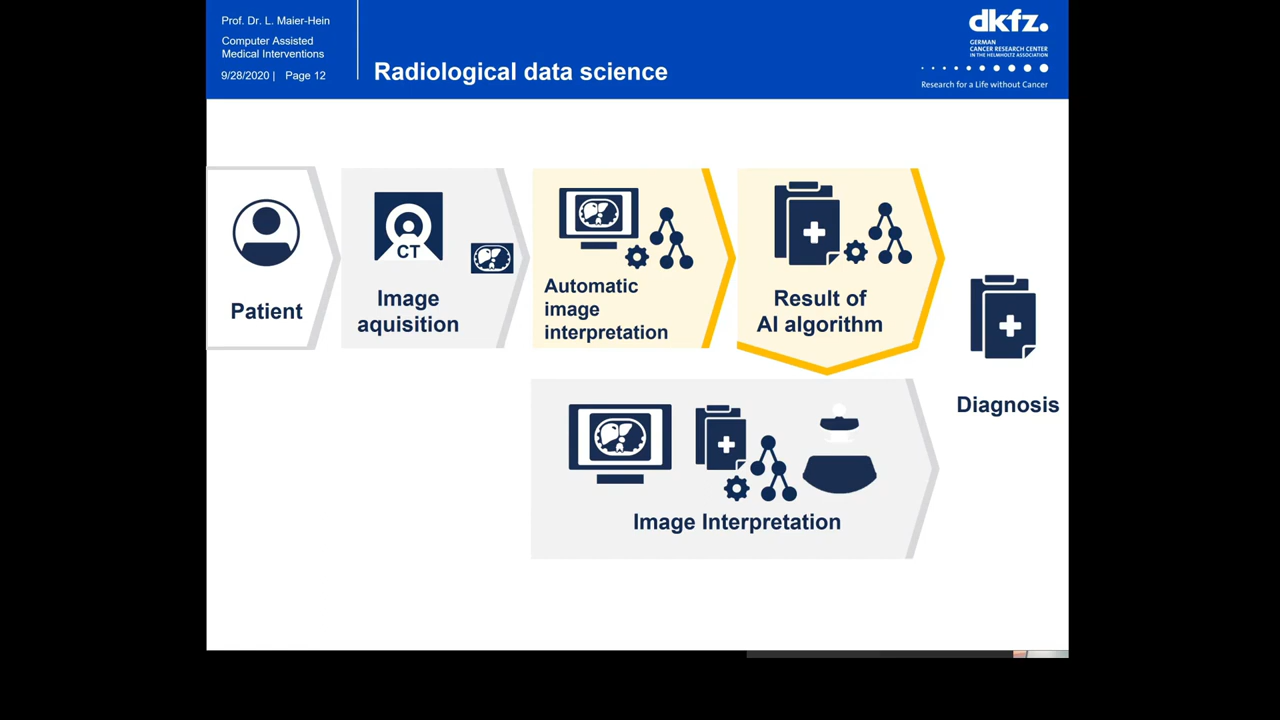 Prof. Dr. L. Maier-Hein
Computer Assisted
Medical Interventions
9/28/2020 | Page 12
Radiological data science
dkfz.
GERMAN
CANCER RESEARCH CENTER
IN THE HELMHOLTZ ASSOCIATION
Research for a Life without Cancer
Patient
CT
Image
aquisition
Automatic
image
interpretation
Result of
AI algorithm
Diagnosis
Image Interpretation